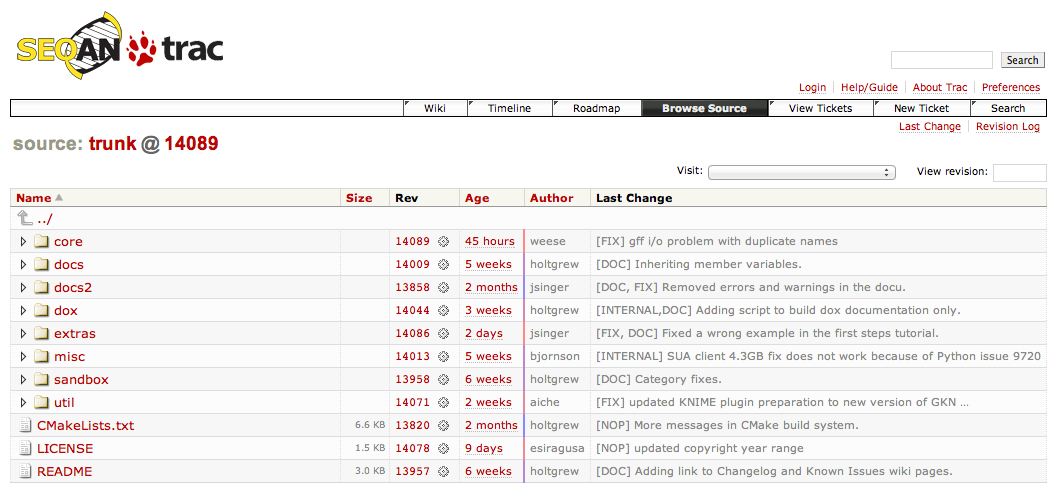 SEQAN trac
Search
Login Help/Guide About Trac Preferences
Wiki Timeline Roadmap Browse Source View Tickets New Ticket Search
Last Change Revision Log
source: trunk @ 14089
Visit: View revision:
Name Size Rev Age Author Last Change
../
core 14089 45 hours weese [FIX] gff i/o problem with duplicate names
docs 14009 5 weeks holtgrew [DOC] Inheriting member variables.
docs2 13858 2 months jsinger [DOC, FIX] Removed errors and warnings in the docu.
dox 14044 3 weeks holtgrew [INTERNAL,DOC] Adding script to build dox documentation only.
extras 14086 2 days jsinger [FIX, DOC] Fixed a wrong example in the first steps tutorial.
misc 14013 5 weeks bjornson [INTERNAL] SUA client 4.3GB fix does not work because of Python issue 9720
sandbox 13958 6 weeks holtgrew [DOC] Category fixes.
util 14071 2 weeks aiche [FIX] updated KNIME plugin preparation to new version of GKN ...
CMakeLists.txt 6.6 KB 13820 2 months holtgrew [NOP] More messages in CMake build system.
LICENSE 1.5 KB 14078 9 days esiragusa [NOP] updated copyright year range
README 3.0 KB 13957 6 weeks holtgrew [DOC] Adding link to Changelog and Known Issues wiki pages.